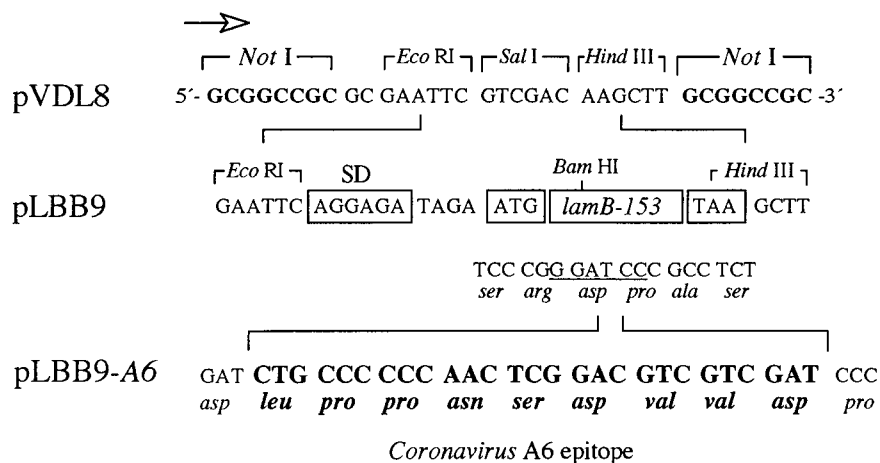 Not I Eco RI Sal I Hind III Not I
pVDL8 5´- GCGGCCGC GC GAATTC GTCGAC AAGCTT GCGGCCGC -3´
Bam HI
Eco RI SD Hind III
pLBB9 GAATTC AGGAGA TAGA ATG lamB-153 TAA GCTT
TCC CGG GAT CCC GCC TCT
ser arg asp pro ala ser
pLBB9-A6 GAT CTG CCC CCC AAC TCG GAC GTC GTC GAT CCC
asp leu pro pro asn ser asp val val asp pro
Coronavirus A6 epitope